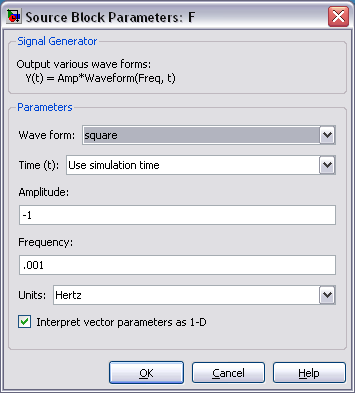 Source Block Parameters: F
Signal Generator
Output various wave forms:
Y(t) = Amp*Waveform(Freq, t)
Parameters
Wave form: square
Time (t): Use simulation time
Amplitude:
-1
Frequency:
.001
Units: Hertz
Interpret vector parameters as 1-D
OK Cancel Help